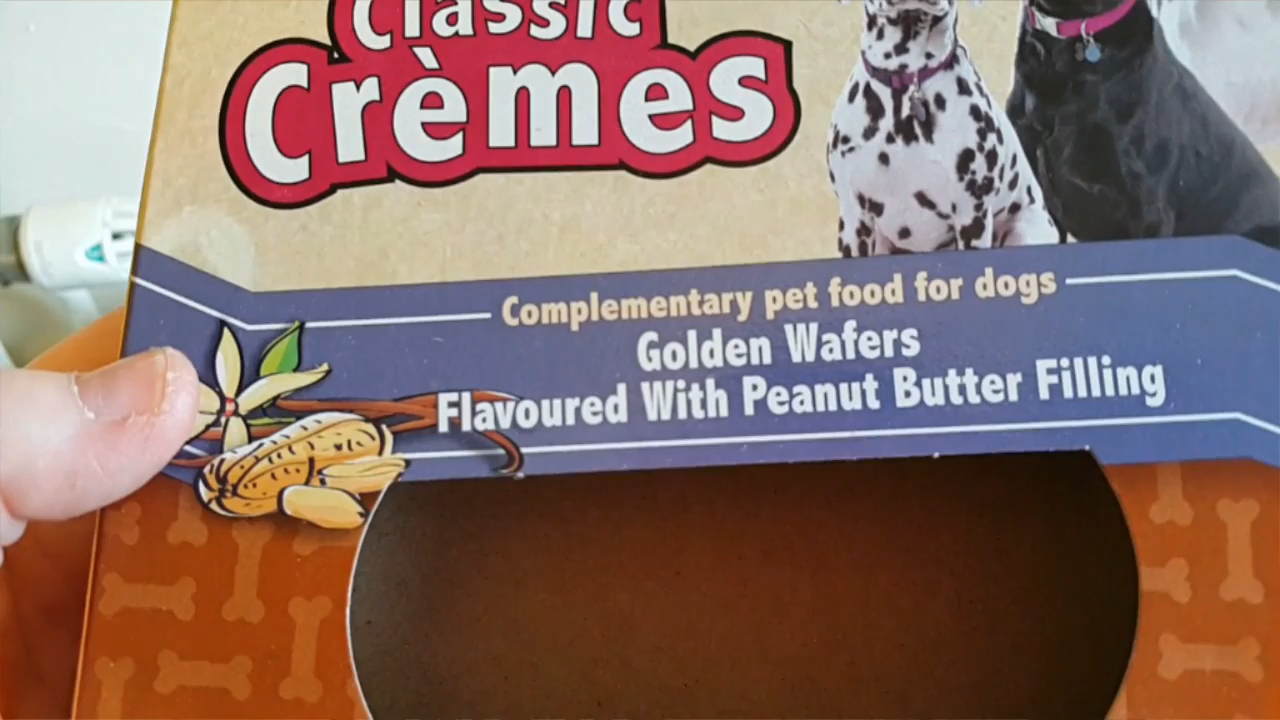 Classic
Crèmes
Complementary pet food for dogs
Golden Wafers
Flavoured With Peanut Butter Filling